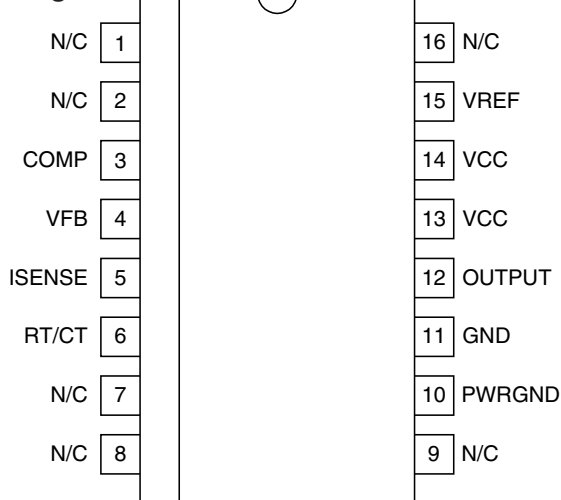 N/C 1 16 N/C
N/C 2 15 VREF
COMP 3 14 VCC
VFB 4 13 VCC
ISENSE 5 12 OUTPUT
RT/CT 6 11 GND
N/C 7 10 PWRGND
N/C 8 9 N/C